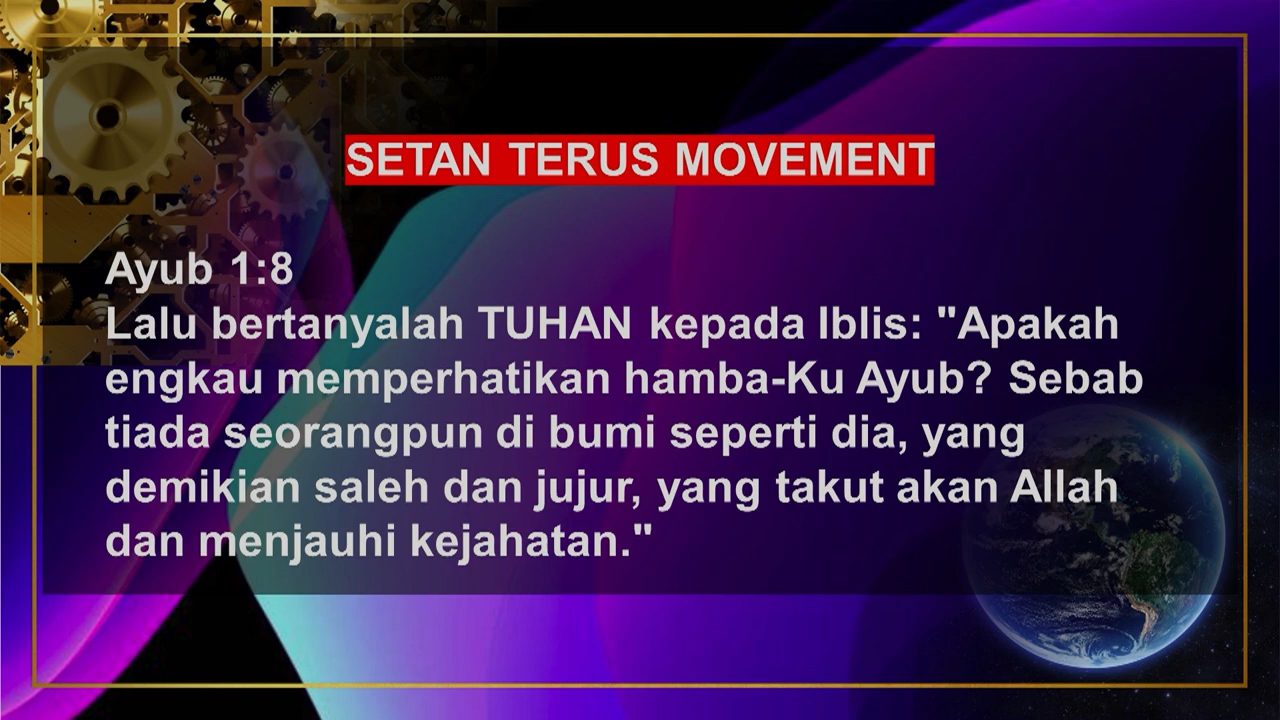 SETAN TERUS MOVEMENT
Ayub 1:8
Lalu bertanyalah TUHAN kepada Iblis: "Apakah
engkau memperhatikan hamba-Ku Ayub? Sebab
tiada seorangpun di bumi seperti dia, yang
demikian saleh dan jujur, yang takut akan Allah
dan menjauhi kejahatan."